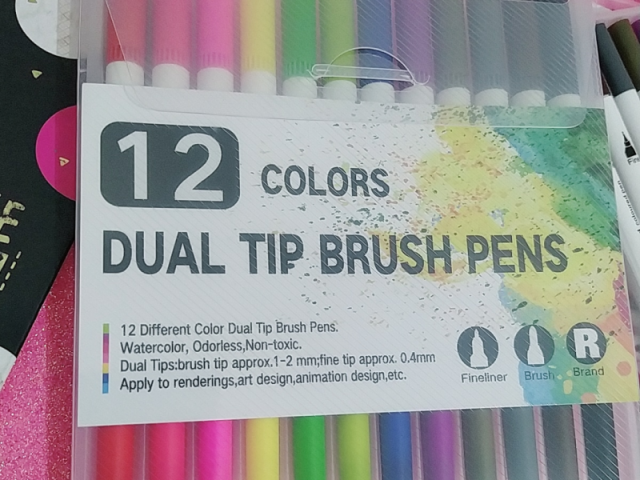 12 COLORS
DUAL TIP BRUSH PENS
12 Different Color Dual Tip Brush Pens.
Watercolor, Odorless,Non-toxic.
Dual Tips:brush tip approx.1-2 mm;fine tip approx. 0.4mm
Apply to renderings,art design,animation design,etc.
R
Fineliner Brush Brand